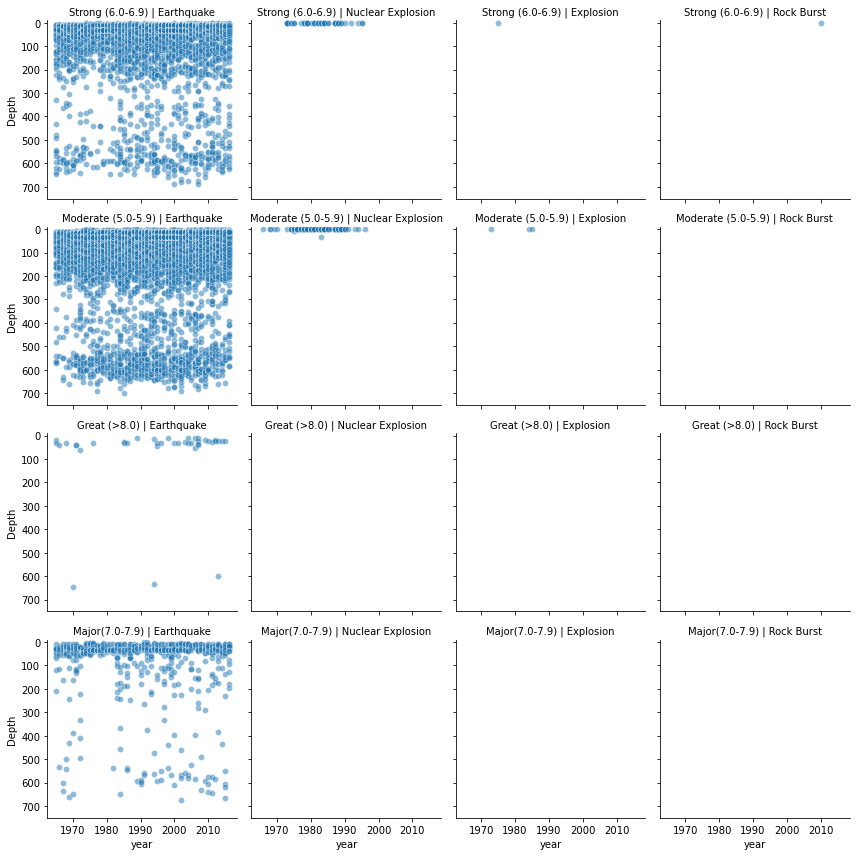 Strong (6.0-6.9) | Earthquake
Strong (6.0-6.9) | Nuclear Explosion
Strong (6.0-6.9) | Explosion
Strong (6.0-6.9) | Rock Burst
0
100
200
300
400
500
600
700
Depth
Moderate (5.0-5.9) | Earthquake
Moderate (5.0-5.9) | Nuclear Explosion
Moderate (5.0-5.9) | Explosion
Moderate (5.0-5.9) | Rock Burst
0
100
200
300
400
500
600
700
Depth
Great (>8.0) | Earthquake
Great (>8.0) | Nuclear Explosion
Great (>8.0) | Explosion
Great (>8.0) | Rock Burst
0
100
200
300
400
500
600
700
Depth
Major(7.0-7.9) | Earthquake
Major(7.0-7.9) | Nuclear Explosion
Major(7.0-7.9) | Explosion
Major(7.0-7.9) | Rock Burst
0
100
200
300
400
500
600
700
Depth
1970 1980 1990 2000 2010
1970 1980 1990 2000 2010
1970 1980 1990 2000 2010
1970 1980 1990 2000 2010
year
year
year
year